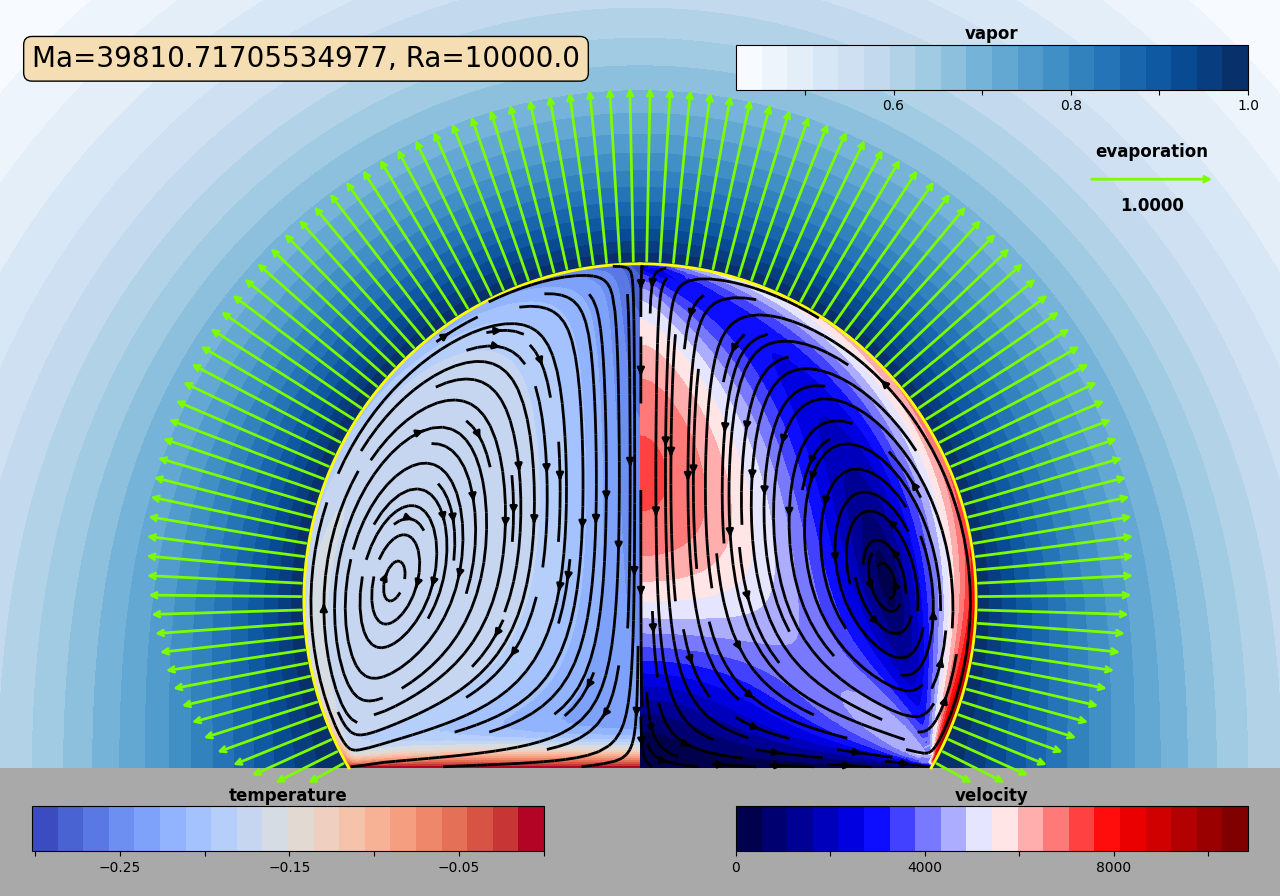 Ma=39810.71705534977, Ra=10000.0
vapor
0.6 0.8 1.0
evaporation
1.0000
temperature
−0.25 −0.15 −0.05
velocity
0 4000 8000